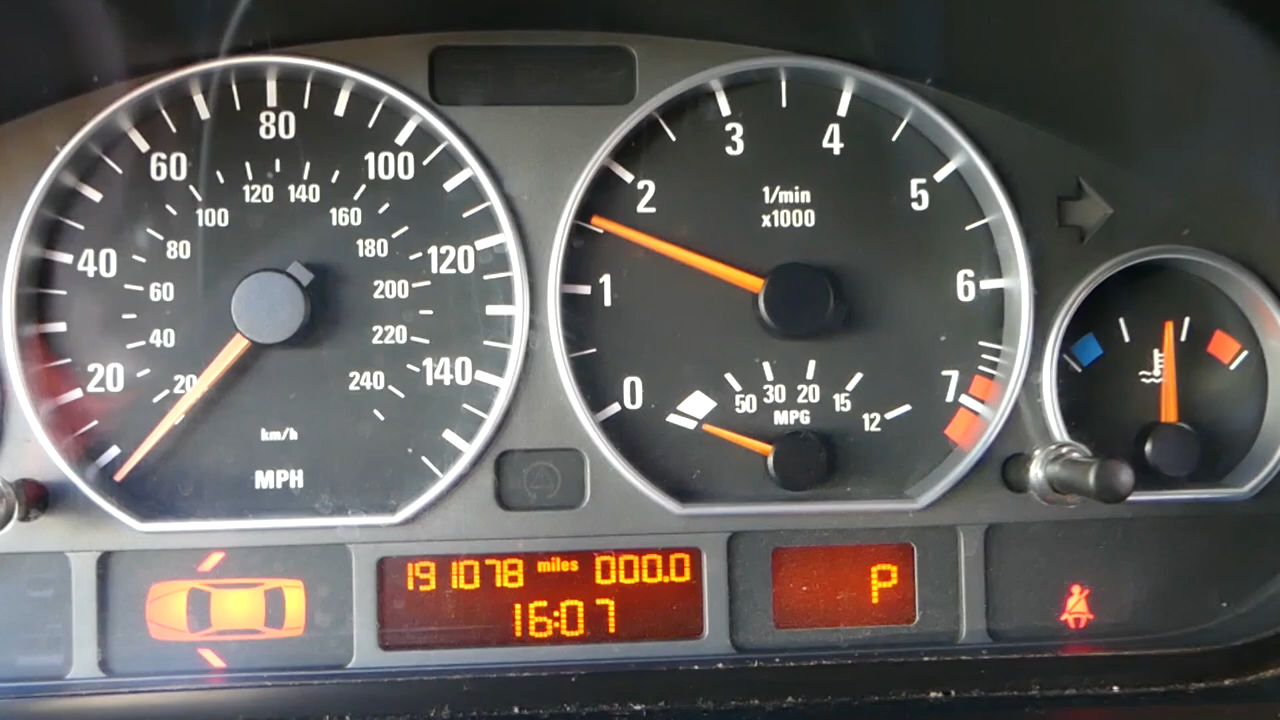 20 40 60 80 100 120 140
20 40 60 80 100 120 140 160 180 200 220 240
km/h
MPH
0 1 2 3 4 5 6 7
1/min
x1000
50 30 20 15 12
MPG
191078 miles 000.0
16:07
P